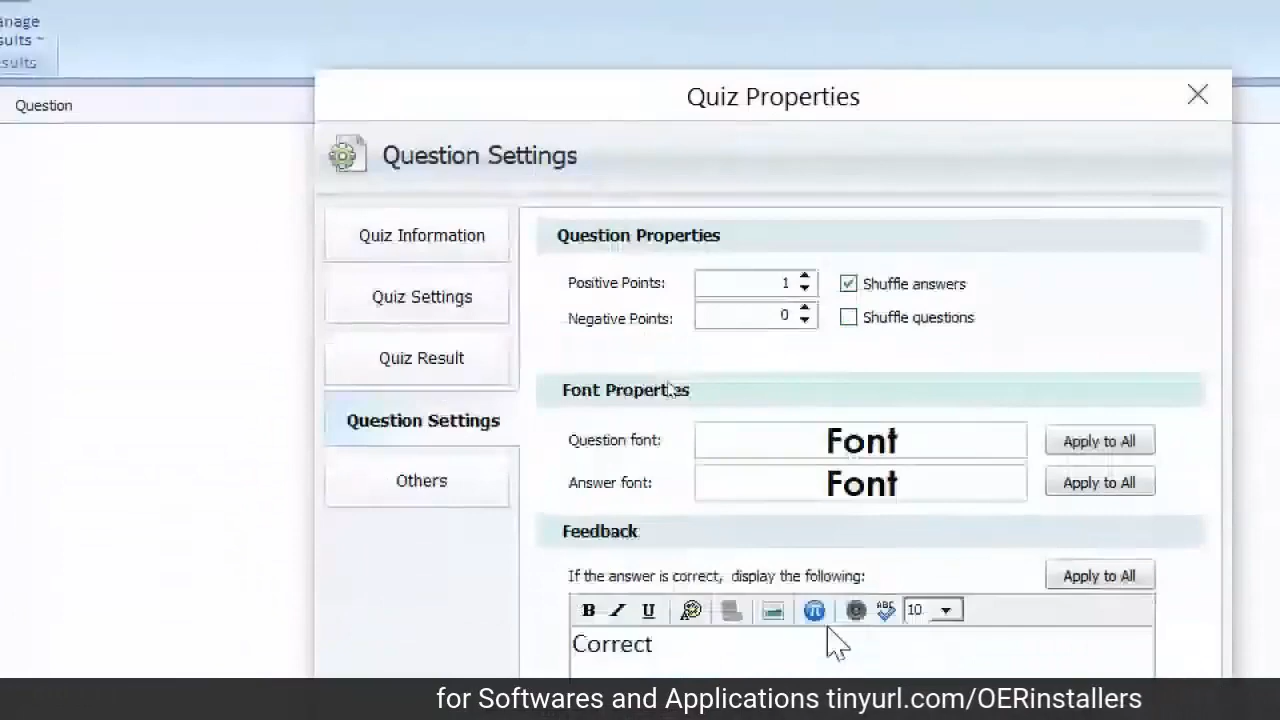 anage
sults
sults
Question
Quiz Properties
Question Settings
Quiz Information
Quiz Settings
Quiz Result
Question Settings
Others
Question Properties
Positive Points: 1 Shuffle answers
Negative Points: 0 Shuffle questions
Font Properties
Question font: Font Apply to All
Answer font: Font Apply to All
Feedback
If the answer is correct, display the following: Apply to All
B I U ABC 10
Correct
for Softwares and Applications tinyurl.com/OERinstallers